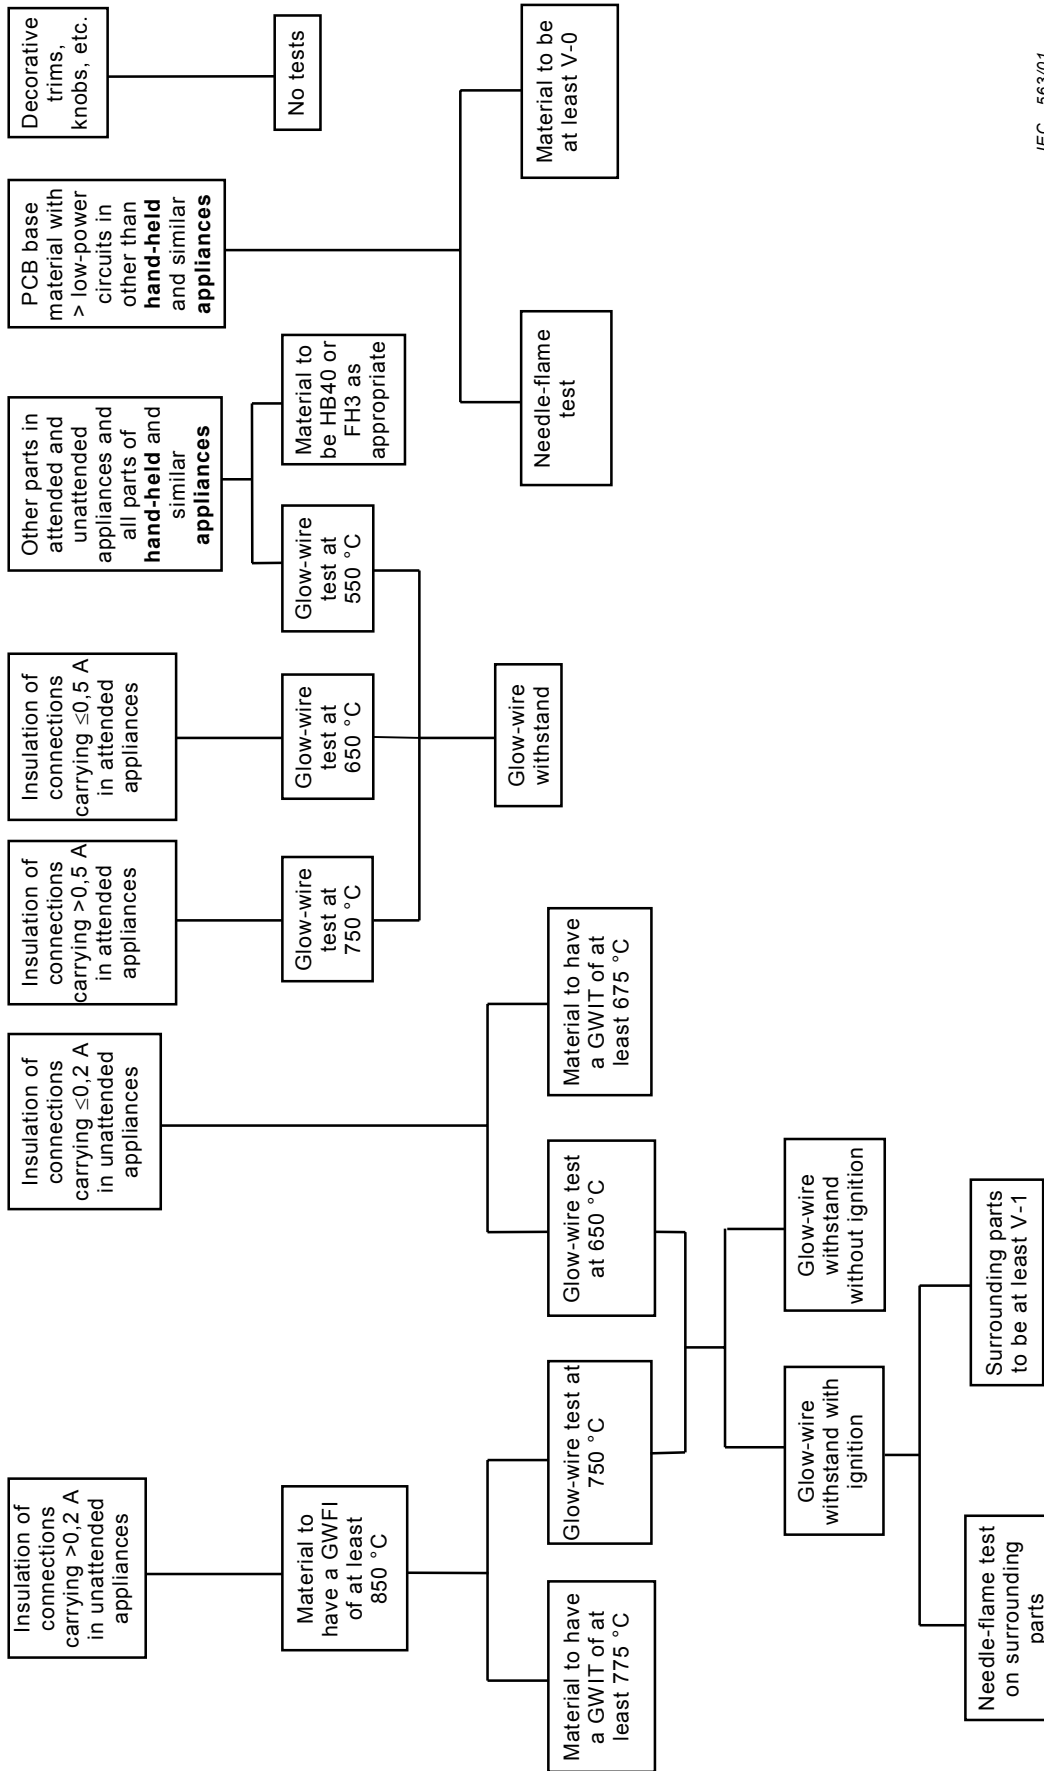 Insulation of
connections
carrying >0,2 A
in unattended
appliances
Insulation of
connections
carrying ≤0,2 A
in unattended
appliances
Insulation of
connections
carrying >0,5 A
in attended
appliances
Insulation of
connections
carrying ≤0,5 A
in attended
appliances
Other parts in
attended and
unattended
appliances and
all parts of
hand-held and
similar
appliances
PCB base
material with
> low-power
circuits in
other than
hand-held
and similar
appliances
Decorative
trims,
knobs, etc.
Material to
have a GWFI
of at least
850 °C
Glow-wire
test at
750 °C
Glow-wire
test at
650 °C
Glow-wire
test at
550 °C
Material to
be HB40 or
FH3 as
appropriate
No tests
Material to have
a GWIT of at
least 775 °C
Glow-wire test at
750 °C
Glow-wire test
at 650 °C
Material to have
a GWIT of at
least 675 °C
Glow-wire
withstand
Needle-flame
test
Material to be
at least V-0
Glow-wire
withstand with
ignition
Glow-wire
withstand
without ignition
Needle-flame test
on surrounding
parts
Surrounding parts
to be at least V-1
IEC 563/01